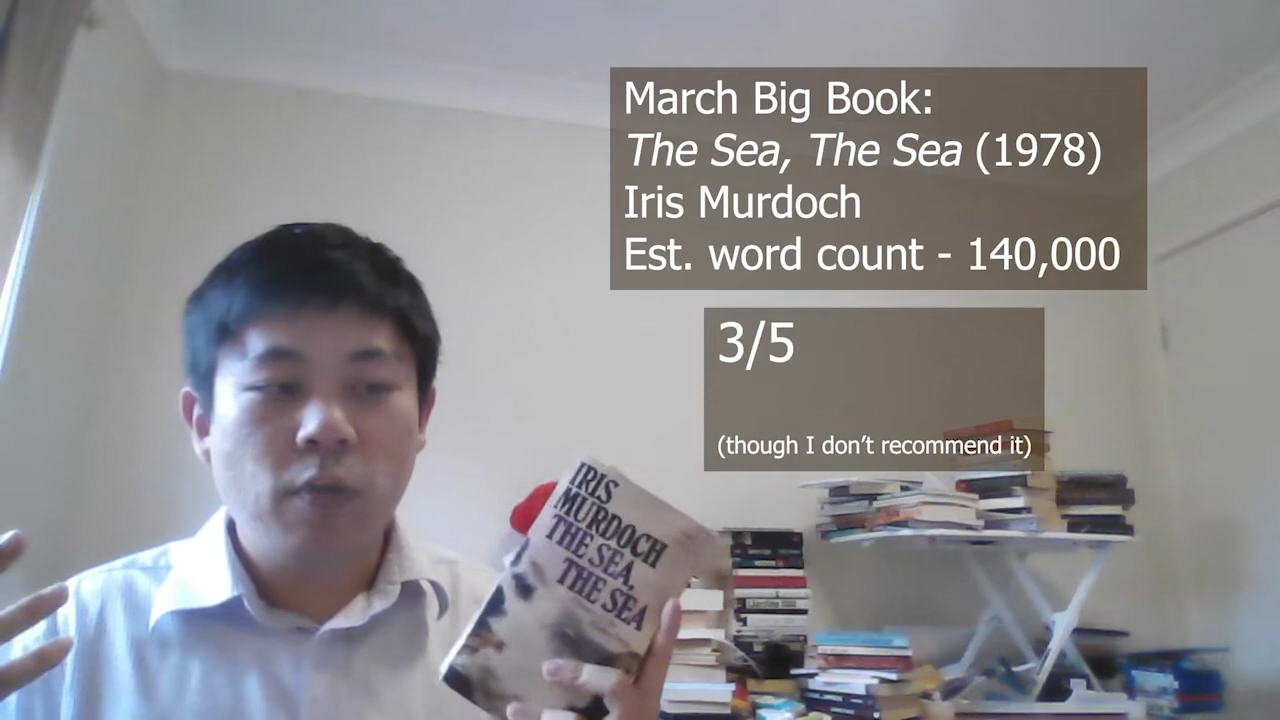 March Big Book:
The Sea, The Sea (1978)
Iris Murdoch
Est. word count - 140,000
3/5
(though I don’t recommend it)
IRIS
MURDOCH
THE SEA,
THE SEA